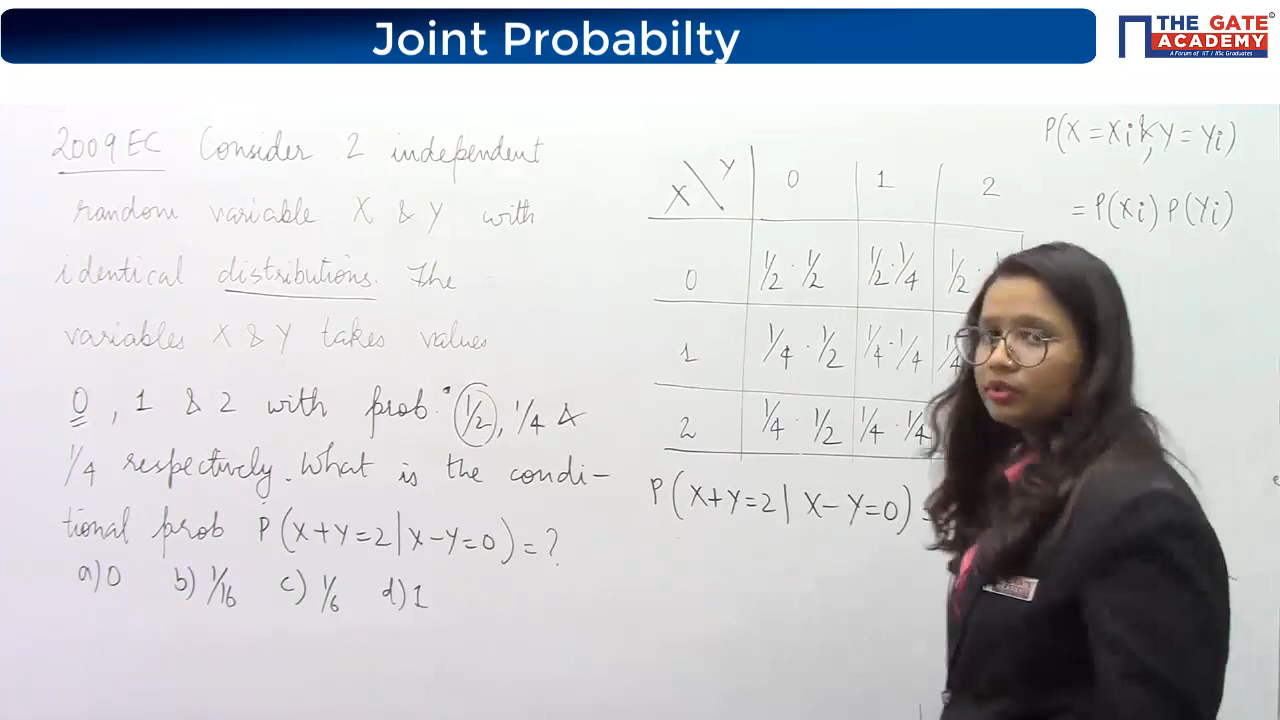 Joint Probabilty
THE GATE
ACADEMY
A Forum of IIT / IISc Graduates
2009 EC Consider 2 independent
random variable X & Y with
identical distributions. The
variables X & Y takes values
0, 1 & 2 with prob. 1/2, 1/4 &
1/4 respectively. What is the condi-
tional prob P(X+Y=2|X-Y=0)=?
a) 0 b) 1/16 c) 1/6 d) 1
X \ Y 0 1 2
0 1/2 · 1/2 1/2 · 1/4 1/2 ·
1 1/4 · 1/2 1/4 · 1/4 1/4
2 1/4 · 1/2 1/4 · 1/4
P(X+Y=2|X-Y=0) =
P(X=Xi & Y=Yi)
= P(Xi) P(Yi)